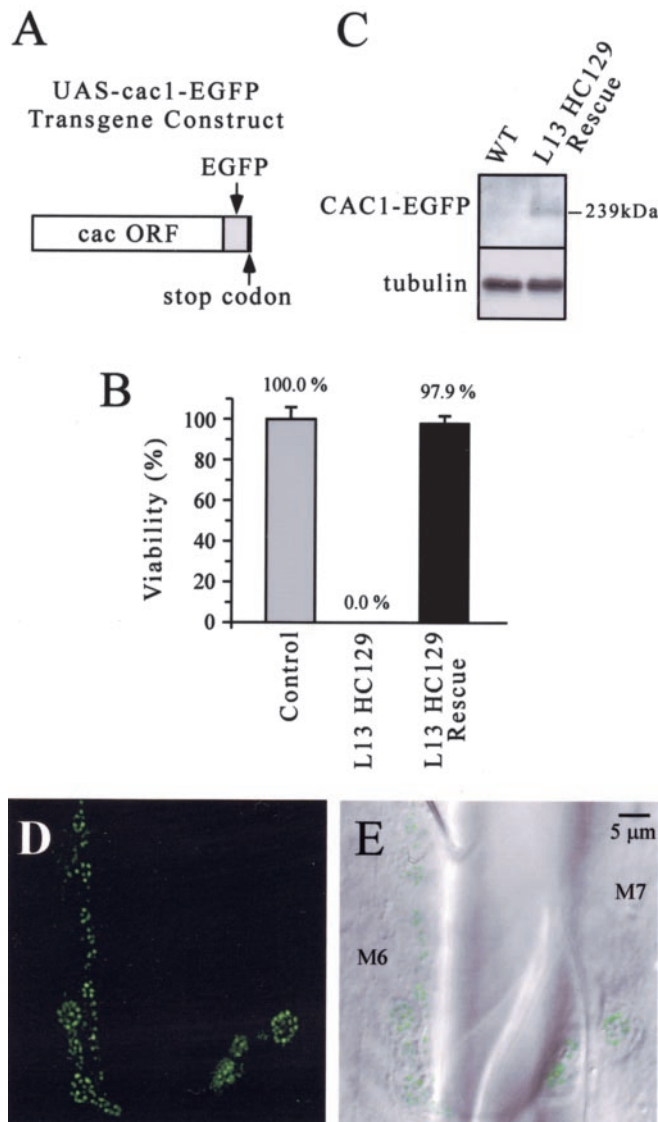 A
UAS-cac1-EGFP
Transgene Construct
EGFP
cac ORF
stop codon
C
WT
L13 HC129
Rescue
CAC1-EGFP
239kDa
tubulin
B
100.0 %
97.9 %
0.0 %
Viability (%)
100
80
60
40
20
0
Control
L13 HC129
L13 HC129
Rescue
D
E
5 μm
M7
M6